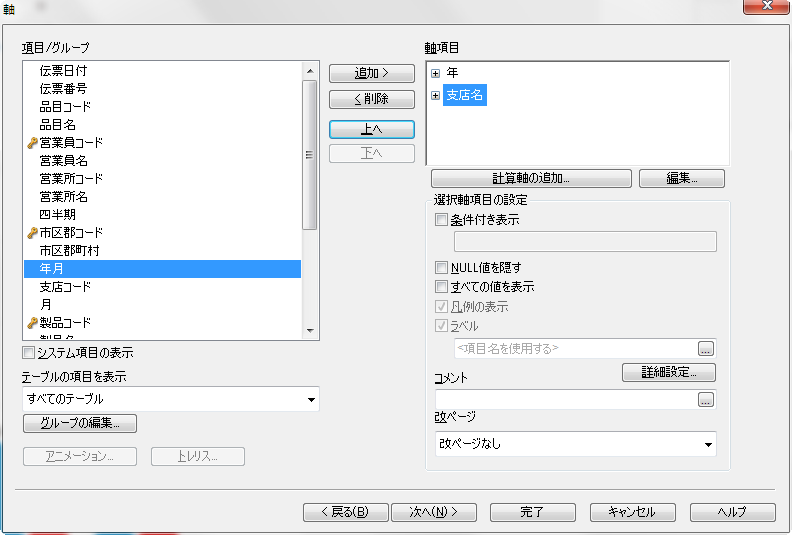 軸
項目/グループ
伝票日付
伝票番号
品目コード
品目名
営業員コード
営業員名
営業所コード
営業所名
四半期
市区郡コード
市区郡町村
年月
支店コード
月
製品コード
製品名
システム項目の表示
テーブルの項目を表示
すべてのテーブル
グループの編集...
アニメーション...
トレリス...
追加 >
< 削除
上へ
下へ
軸項目
年
支店名
計算軸の追加...
編集...
選択軸項目の設定
条件付き表示
NULL値を隠す
すべての値を表示
凡例の表示
ラベル
<項目名を使用する>
...
詳細設定...
コメント
...
改ページ
改ページなし
< 戻る(B)
次へ(N) >
完了
キャンセル
ヘルプ